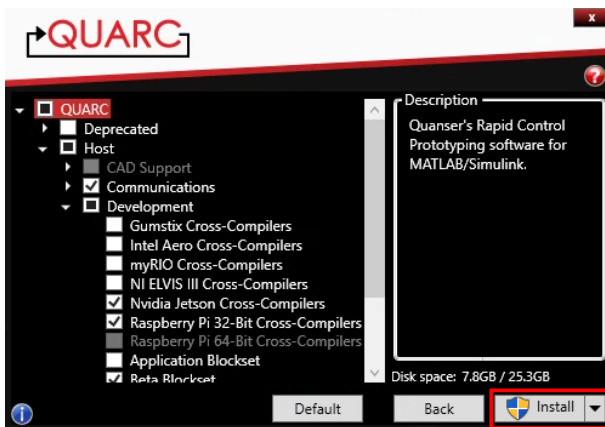 QUARC
x
?
QUARC
Deprecated
Host
CAD Support
Communications
Development
Gumstix Cross-Compilers
Intel Aero Cross-Compilers
myRIO Cross-Compilers
NI ELVIS III Cross-Compilers
Nvidia Jetson Cross-Compilers
Raspberry Pi 32-Bit Cross-Compilers
Raspberry Pi 64-Bit Cross-Compilers
Application Blockset
Beta Blockset
Description
Quanser's Rapid Control
Prototyping software for
MATLAB/Simulink.
Disk space: 7.8GB / 25.3GB
i
Default
Back
Install